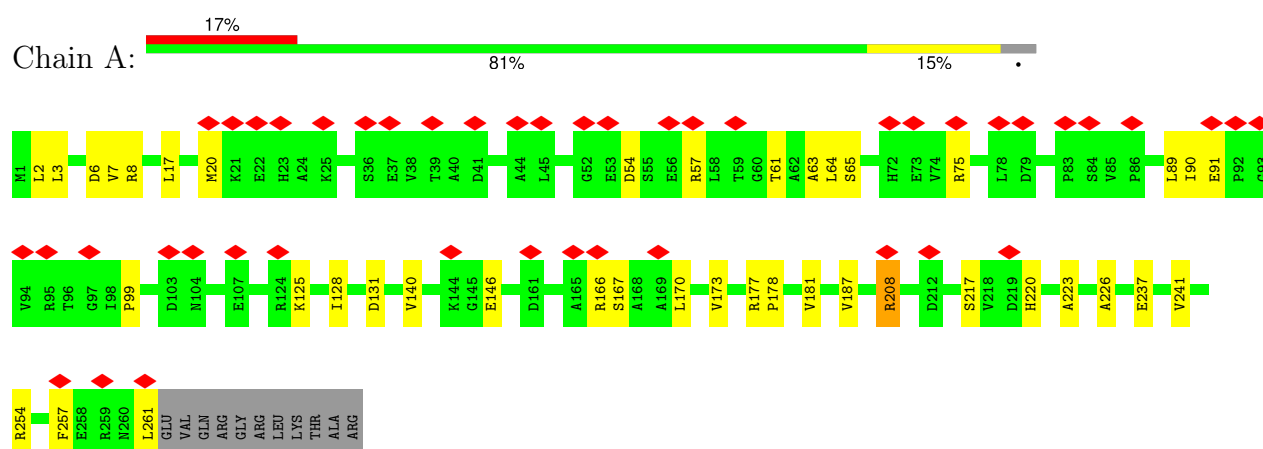 17%
Chain A:
81% 15% •
M1 L2 L3 D6 V7 R8 L17 M20 K21 E22 H23 A24 K25 S36 E37 V38 T39 A40 D41 A44 L45 G52 E53 D54 S55 E56 R57 L58 T59 G60 T61 A62 A63 L64 S65 H72 E73 V74 R75 L78 D79 P83 S84 V85 P86 L89 I90 E91 P92 G93
V94 R95 T96 G97 I98 P99 D103 N104 E107 R124 K125 I128 D131 V140 K144 G145 E146 D161 A165 R166 S167 A168 A169 L170 V173 R177 P178 V181 V187 R208 D212 S217 V218 D219 H220 A223 A226 E237 V241
R254 F257 E258 R259 N260 L261 GLU VAL GLN ARG GLY ARG LEU LYS THR ALA ARG